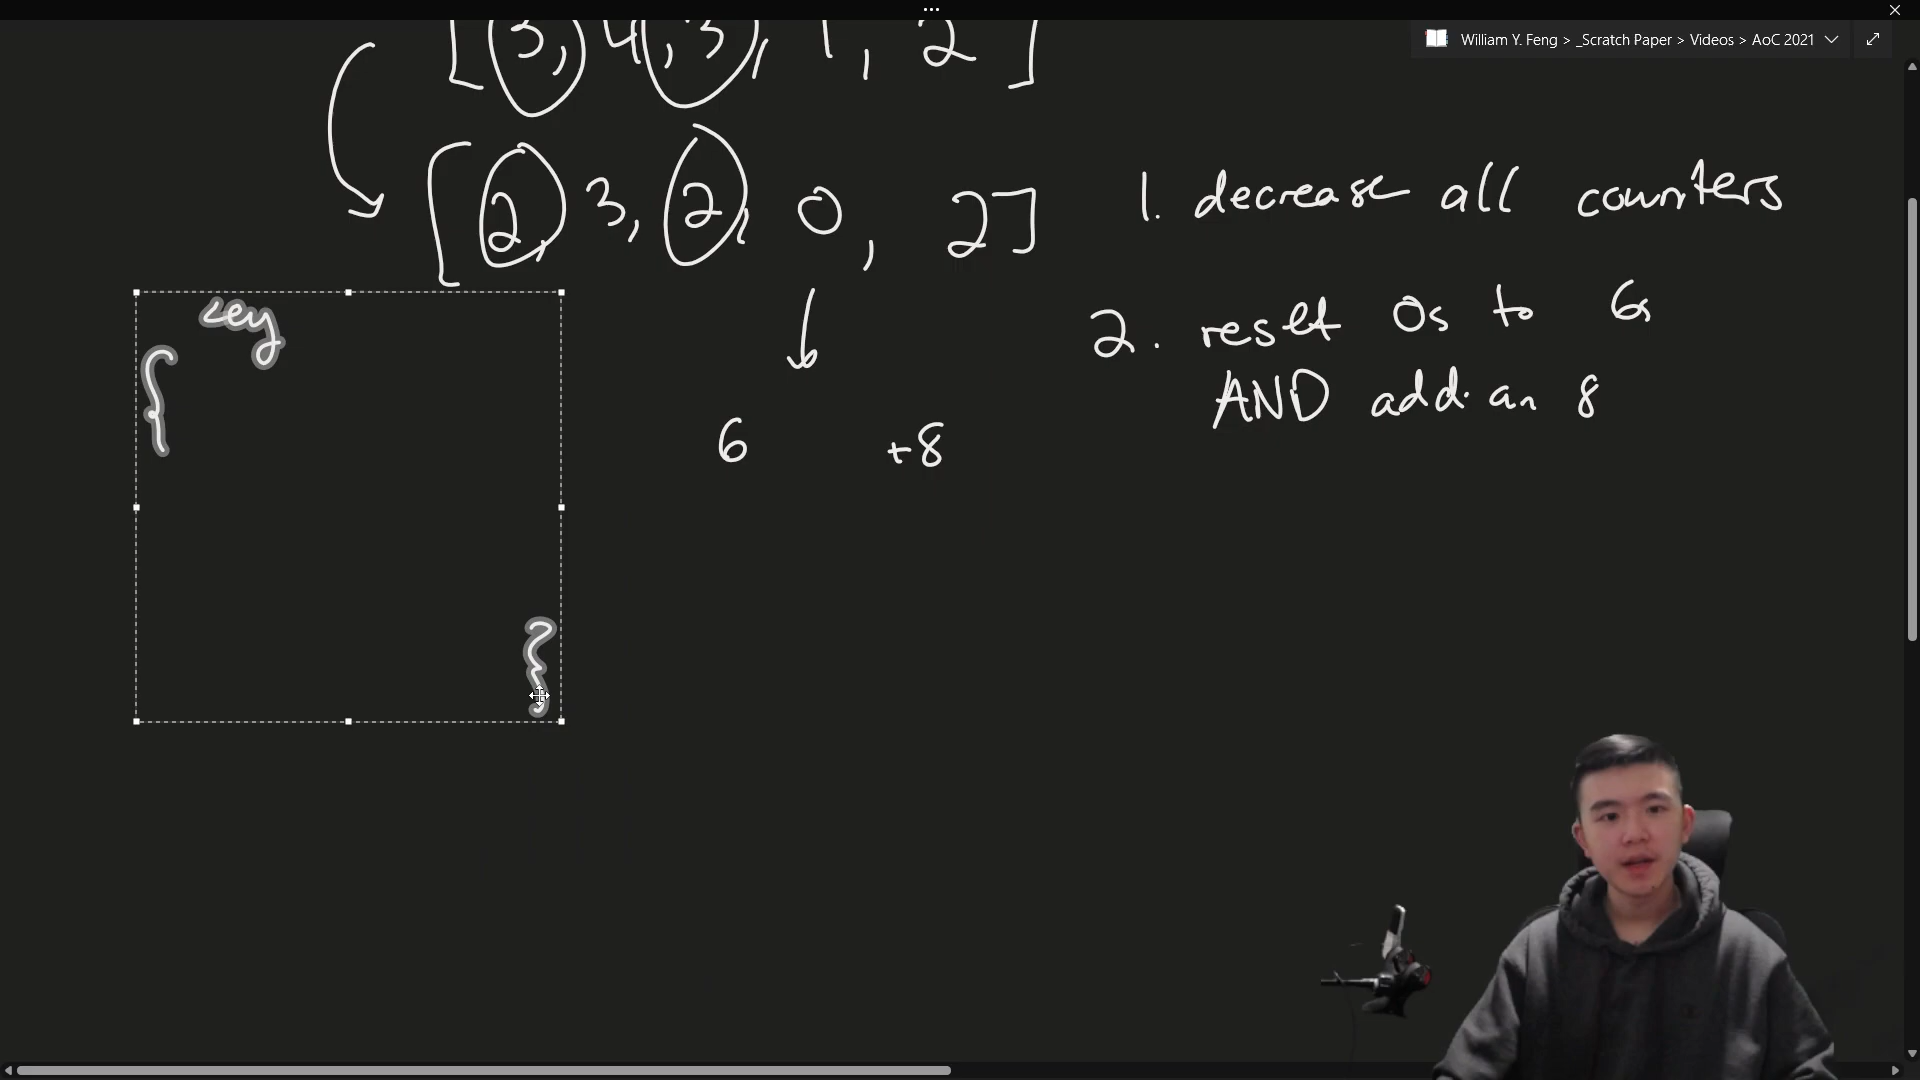 William Y. Feng > _Scratch Paper > Videos > AoC 2021
[3, 4, 3, 1, 2]
[2, 3, 2, 0, 2]
1. decrease all counters
key
{
2. reset 0s to 6s
AND add an 8
6 +8
}